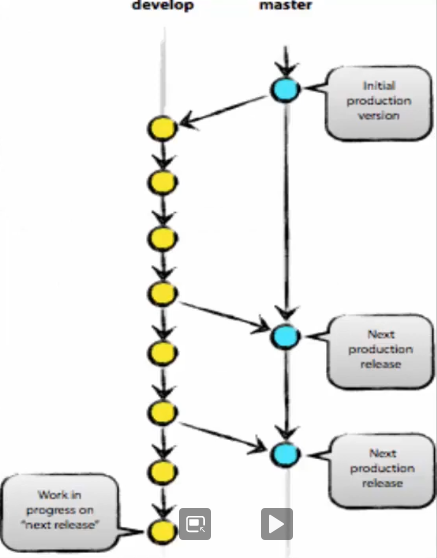 develop
master
Initial
production
version
Next
production
release
Next
production
release
Work in
progress on
"next release"